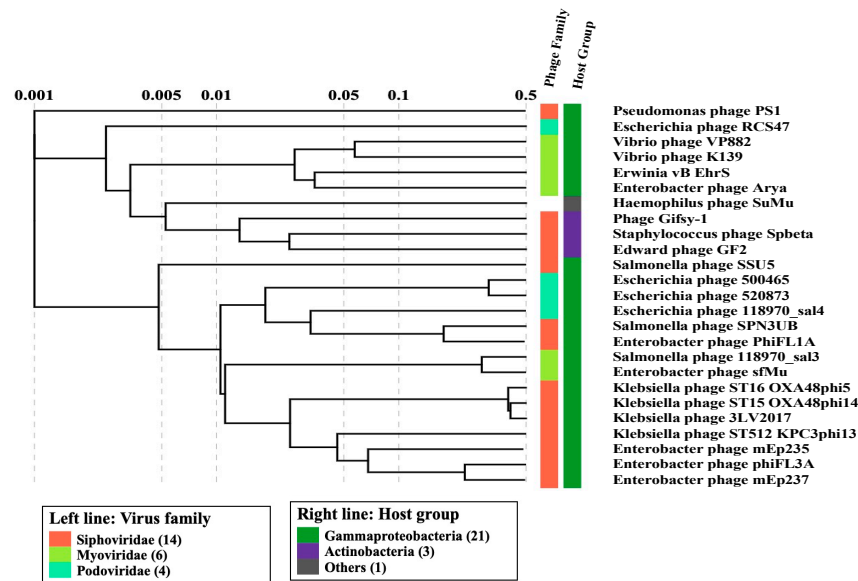 Phage Family
Host Group
0.001 0.005 0.01 0.05 0.1 0.5
Pseudomonas phage PS1
Escherichia phage RCS47
Vibrio phage VP882
Vibrio phage K139
Erwinia vB EhrS
Enterobacter phage Arya
Haemophilus phage SuMu
Phage Gifsy-1
Staphylococcus phage Spbeta
Edward phage GF2
Salmonella phage SSU5
Escherichia phage 500465
Escherichia phage 520873
Escherichia phage 118970_sal4
Salmonella phage SPN3UB
Enterobacter PhiFL1A
Salmonella phage 118970_sal3
Enterobacter phage sfMu
Klebsiella phage ST16 OXA48phi5
Klebsiella phage ST15 OXA48phi14
Klebsiella phage 3LV2017
Klebsiella phage ST512 KPC3phi13
Enterobacter phage mEp235
Enterobacter phage phiFL3A
Enterobacter phage mEp237
Left line: Virus family
Siphoviridae (14)
Myoviridae (6)
Podoviridae (4)
Right line: Host group
Gammaproteobacteria (21)
Actinobacteria (3)
Others (1)